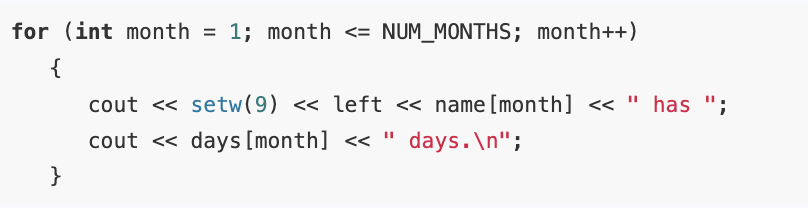 for (int month = 1; month <= NUM_MONTHS; month++)
{
cout << setw(9) << left << name[month] << " has ";
cout << days[month] << " days.\n";
}